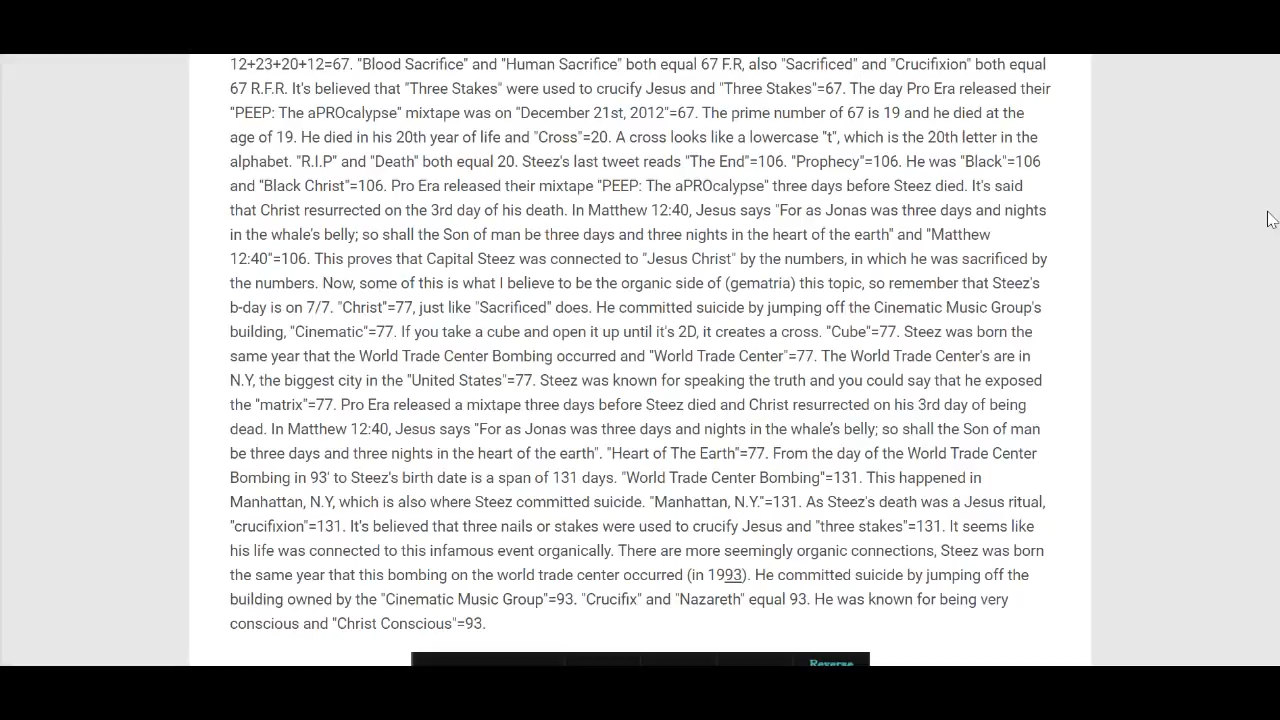 12+23+20+12=67. "Blood Sacrifice" and "Human Sacrifice" both equal 67 F.R, also "Sacrificed" and "Crucifixion" both equal
67 R.F.R. It's believed that "Three Stakes" were used to crucify Jesus and "Three Stakes"=67. The day Pro Era released their
"PEEP: The aPROcalypse" mixtape was on "December 21st, 2012"=67. The prime number of 67 is 19 and he died at the
age of 19. He died in his 20th year of life and "Cross"=20. A cross looks like a lowercase "t", which is the 20th letter in the
alphabet. "R.I.P" and "Death" both equal 20. Steez's last tweet reads "The End"=106. "Prophecy"=106. He was "Black"=106
and "Black Christ"=106. Pro Era released their mixtape "PEEP: The aPROcalypse" three days before Steez died. It's said
that Christ resurrected on the 3rd day of his death. In Matthew 12:40, Jesus says "For as Jonas was three days and nights
in the whale's belly; so shall the Son of man be three days and three nights in the heart of the earth" and "Matthew
12:40"=106. This proves that Capital Steez was connected to "Jesus Christ" by the numbers, in which he was sacrificed by
the numbers. Now, some of this is what I believe to be the organic side of (gematria) this topic, so remember that Steez's
b-day is on 7/7. "Christ"=77, just like "Sacrificed" does. He committed suicide by jumping off the Cinematic Music Group's
building, "Cinematic"=77. If you take a cube and open it up until it's 2D, it creates a cross. "Cube"=77. Steez was born the
same year that the World Trade Center Bombing occurred and "World Trade Center"=77. The World Trade Center's are in
N.Y, the biggest city in the "United States"=77. Steez was known for speaking the truth and you could say that he exposed
the "matrix"=77. Pro Era released a mixtape three days before Steez died and Christ resurrected on his 3rd day of being
dead. In Matthew 12:40, Jesus says "For as Jonas was three days and nights in the whale’s belly; so shall the Son of man
be three days and three nights in the heart of the earth". "Heart of The Earth"=77. From the day of the World Trade Center
Bombing in 93' to Steez's birth date is a span of 131 days. "World Trade Center Bombing"=131. This happened in
Manhattan, N.Y, which is also where Steez committed suicide. "Manhattan, N.Y."=131. As Steez's death was a Jesus ritual,
"crucifixion"=131. It's believed that three nails or stakes were used to crucify Jesus and "three stakes"=131. It seems like
his life was connected to this infamous event organically. There are more seemingly organic connections, Steez was born
the same year that this bombing on the world trade center occurred (in 1993). He committed suicide by jumping off the
building owned by the "Cinematic Music Group"=93. "Crucifix" and "Nazareth" equal 93. He was known for being very
conscious and "Christ Conscious"=93.
Reverse